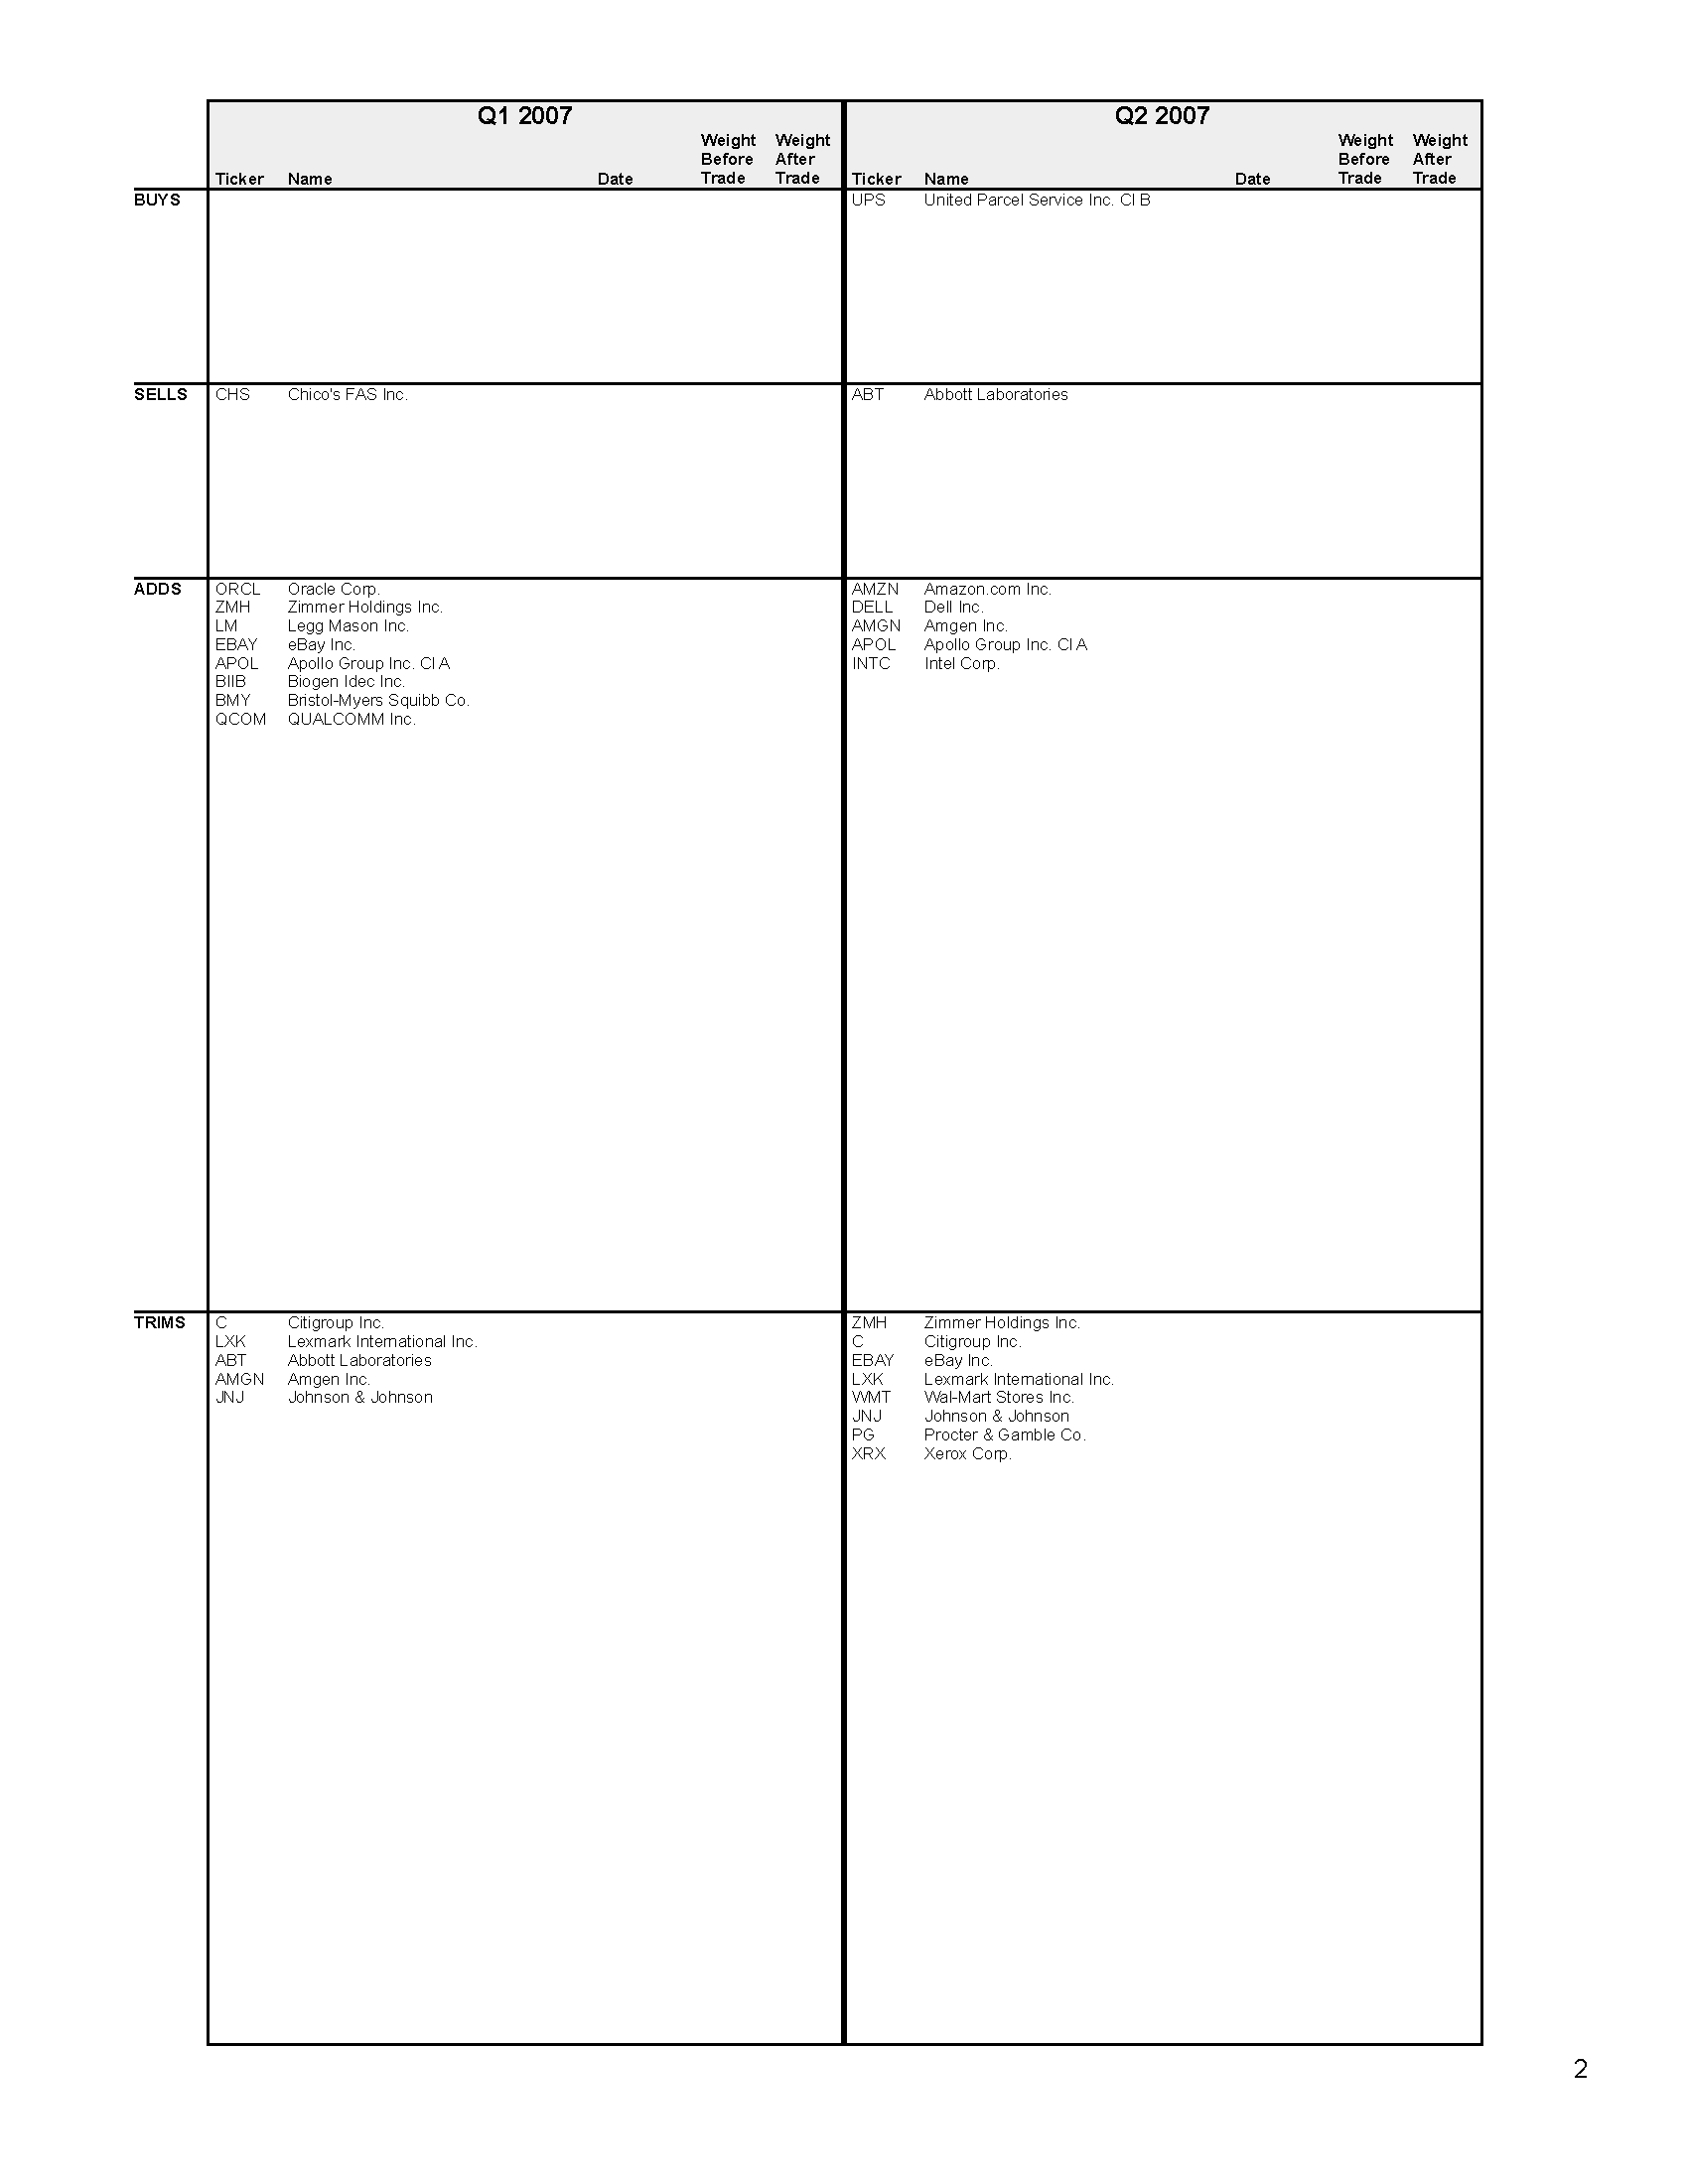 Q1 2007 Q2 2007
Weight Weight Weight Weight
Before After Before After
Ticker Name Date Trade Trade Ticker Name Date Trade Trade
BUYS UPS United Parcel Service Inc. Cl B
SELLS CHS Chico's FAS Inc. ABT Abbott Laboratories
ADDS ORCL Oracle Corp. AMZN Amazon.com Inc.
ZMH Zimmer Holdings Inc. DELL Dell Inc.
LM Legg Mason Inc. AMGN Amgen Inc.
EBAY eBay Inc. APOL Apollo Group Inc. Cl A
APOL Apollo Group Inc. Cl A INTC Intel Corp.
BIIB Biogen Idec Inc.
BMY Bristol-Myers Squibb Co.
QCOM QUALCOMM Inc.
TRIMS C Citigroup Inc. ZMH Zimmer Holdings Inc.
LXK Lexmark International Inc. C Citigroup Inc.
ABT Abbott Laboratories EBAY eBay Inc.
AMGN Amgen Inc. LXK Lexmark International Inc.
JNJ Johnson & Johnson WMT Wal-Mart Stores Inc.
JNJ Johnson & Johnson
PG Procter & Gamble Co.
XRX Xerox Corp.
2